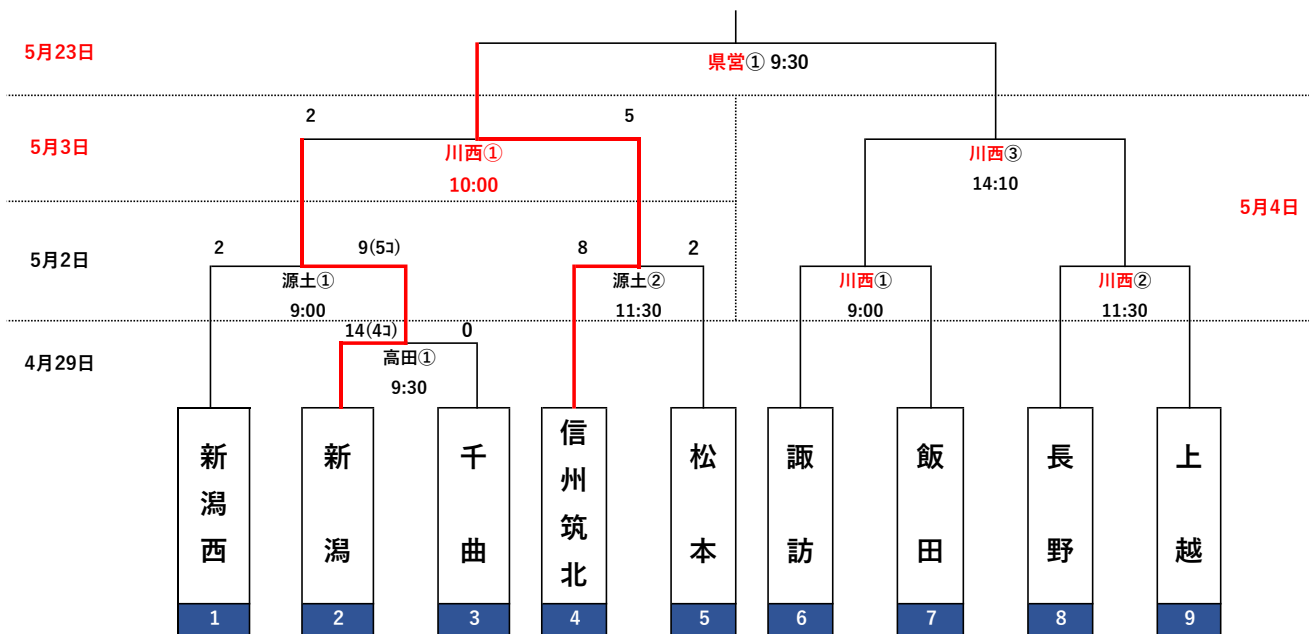 5月23日
県営① 9:30
2
5
5月3日
川西①
10:00
川西③
14:10
5月4日
2
9(5コ)
8
2
5月2日
源土①
9:00
源土②
11:30
川西①
9:00
川西②
11:30
14(4コ)
0
4月29日
高田①
9:30
新潟西
新潟
千曲
信州筑北
松本
諏訪
飯田
長野
上越
1
2
3
4
5
6
7
8
9